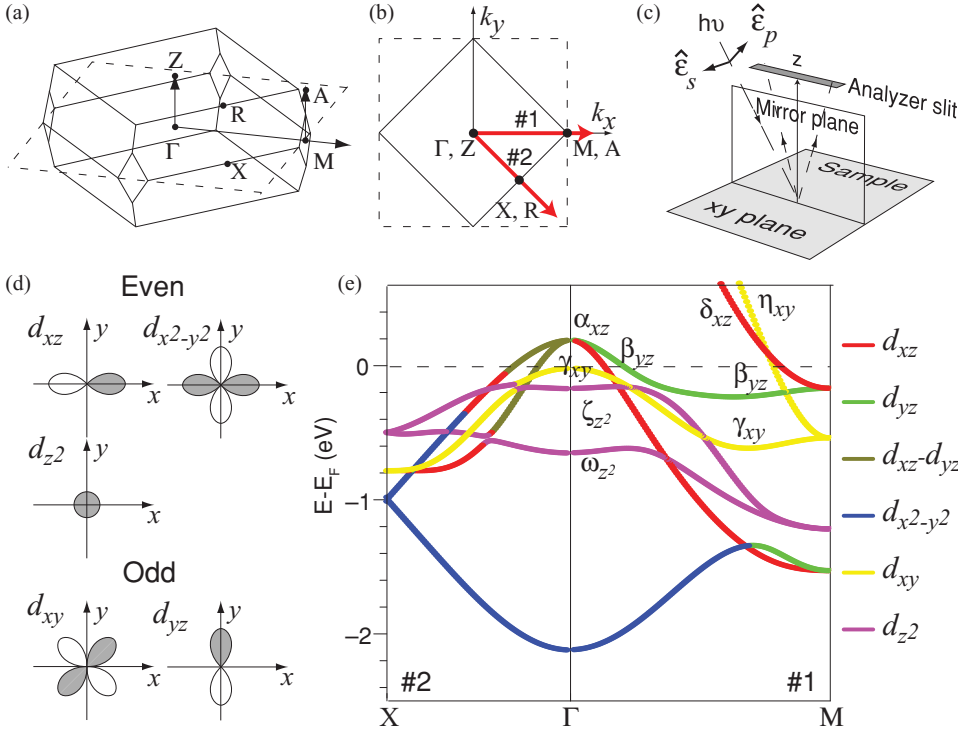 (a)
Z
A
R
Γ
M
X
(b)
k_y
#1
k_x
#2
Γ, Z
M, A
X, R
(c)
hυ
ε̂_p
ε̂_s
z
Analyzer slit
Mirror plane
Sample
xy plane
(d)
Even
d_xz
y
x
d_x2-y2
y
x
d_z2
y
x
Odd
d_xy
y
x
d_yz
y
x
(e)
E-E_F (eV)
0
−1
−2
α_xz
β_yz
γ_xy
ζ_z2
ω_z2
δ_xz
η_xy
β_yz
γ_xy
#2
#1
X
Γ
M
d_xz
d_yz
d_xz-d_yz
d_x2-y2
d_xy
d_z2